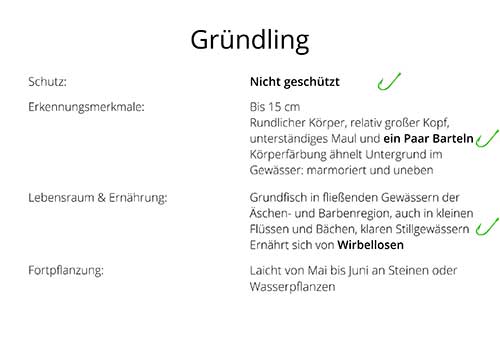 Gründling
Schutz: Nicht geschützt
Erkennungsmerkmale: Bis 15 cm
Rundlicher Körper, relativ großer Kopf,
unterständiges Maul und ein Paar Barteln
Körperfärbung ähnelt Untergrund im
Gewässer: marmoriert und uneben
Lebensraum & Ernährung: Grundfisch in fließenden Gewässern der
Äschen- und Barbenregion, auch in kleinen
Flüssen und Bächen, klaren Stillgewässern
Ernährt sich von Wirbellosen
Fortpflanzung: Laicht von Mai bis Juni an Steinen oder
Wasserpflanzen